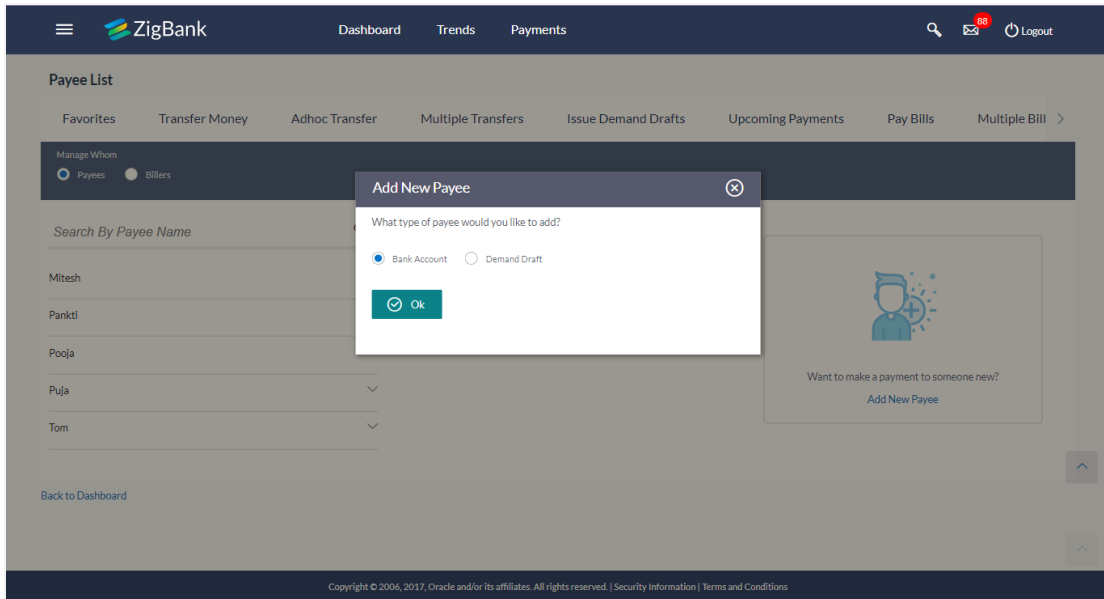 ZigBank
Dashboard Trends Payments
88
Logout
Payee List
Favorites Transfer Money Adhoc Transfer Multiple Transfers Issue Demand Drafts Upcoming Payments Pay Bills Multiple Bill
Manage Whom
Payees Billers
Add New Payee
What type of payee would you like to add?
Bank Account Demand Draft
Ok
Search By Payee Name
Mitesh
Pankti
Pooja
Puja
Tom
Want to make a payment to someone new?
Add New Payee
Back to Dashboard
Copyright © 2006, 2017, Oracle and/or its affiliates. All rights reserved. | Security Information | Terms and Conditions